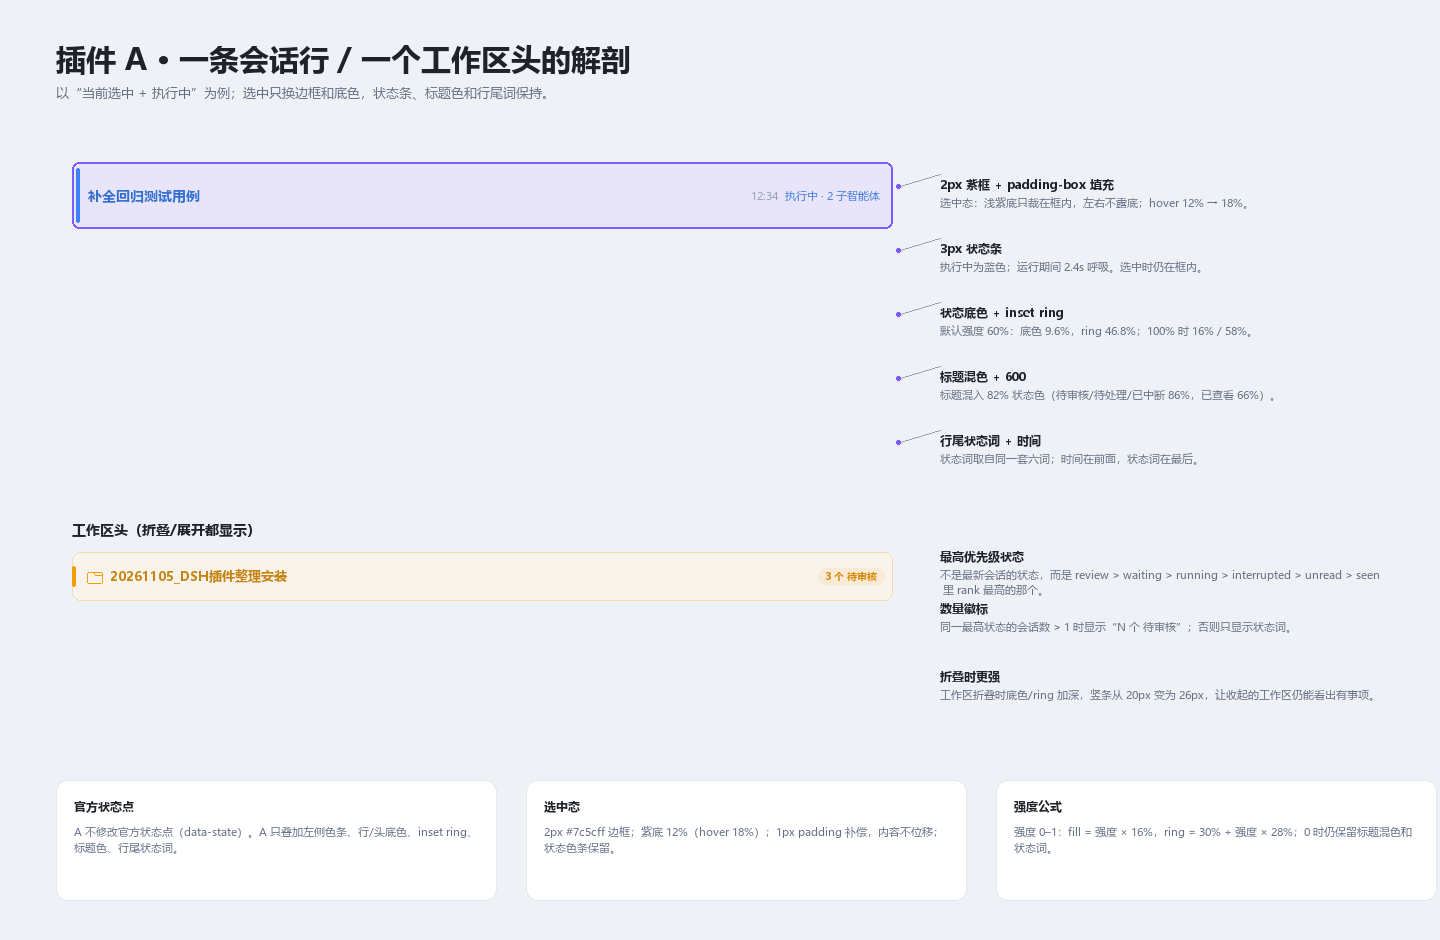 插件 A • 一条会话行 / 一个工作区头的解剖
以“当前选中 + 执行中”为例；选中只换边框和底色，状态条、标题色和行尾词保持。
补全回归测试用例
12:34 执行中 · 2 子智能体
2px 紫框 + padding-box 填充
选中态：浅紫底只裁在框内，左右不露底；hover 12% → 18%。
3px 状态条
执行中为蓝色；运行期间 2.4s 呼吸。选中时仍在框内。
状态底色 + inset ring
默认强度 60%：底色 9.6%，ring 46.8%；100% 时 16% / 58%。
标题混色 + 600
标题混入 82% 状态色（待审核/待处理/已中断 86%，已查看 66%）。
行尾状态词 + 时间
状态词取自同一套六词；时间在前面，状态词在最后。
工作区头（折叠/展开都显示）
20261105_DSH插件整理安装
3 个 待审核
最高优先级状态
不是最新会话的状态，而是 review > waiting > running > interrupted > unread > seen
里 rank 最高的那个。
数量徽标
同一最高状态的会话数 > 1 时显示“N 个 待审核”；否则只显示状态词。
折叠时更强
工作区折叠时底色/ring 加深，竖条从 20px 变为 26px，让收起的工作区仍能看出有事项。
官方状态点
A 不修改官方状态点（data-state）。A 只叠加左侧色条、行/头底色、inset ring、
标题色、行尾状态词。
选中态
2px #7c5cff 边框；紫底 12%（hover 18%）；1px padding 补偿，内容不位移；
状态色条保留。
强度公式
强度 0–1：fill = 强度 × 16%，ring = 30% + 强度 × 28%；0 时仍保留标题混色和
状态词。